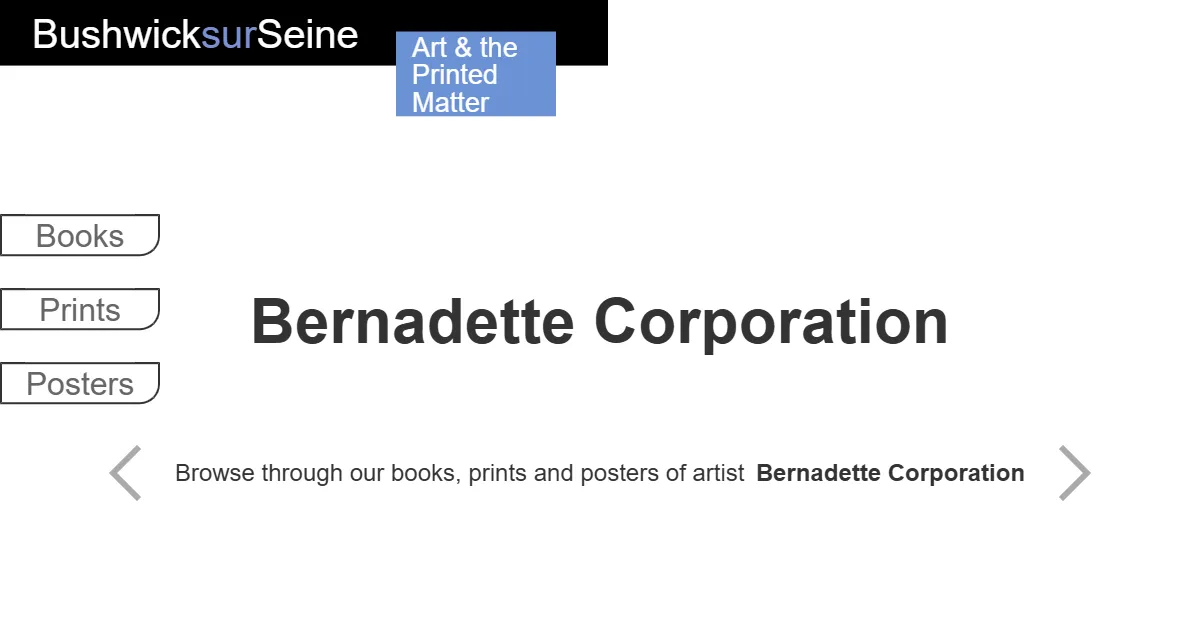 BushwicksurSeine
Art & the
Printed
Matter
Books
Prints
Posters
Bernadette Corporation
Browse through our books, prints and posters of artist Bernadette Corporation